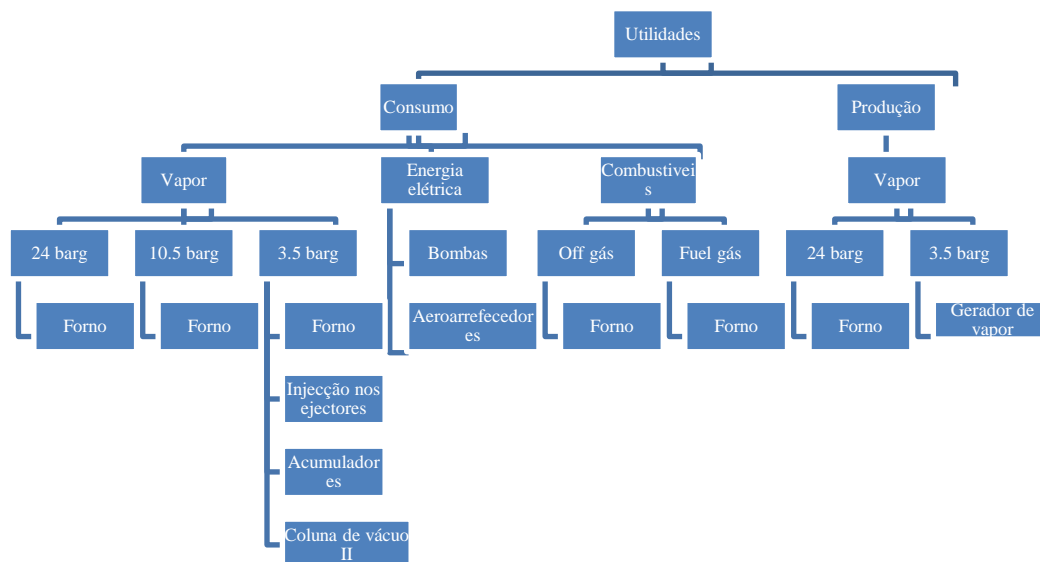 Utilidades
Consumo
Produção
Vapor
Energia
elétrica
Combustivei
s
Vapor
24 barg
10.5 barg
3.5 barg
Bombas
Off gás
Fuel gás
24 barg
3.5 barg
Forno
Forno
Forno
Aeroarrefecedor
es
Forno
Forno
Forno
Gerador de
vapor
Injecção nos
ejectores
Acumulador
es
Coluna de vácuo
II